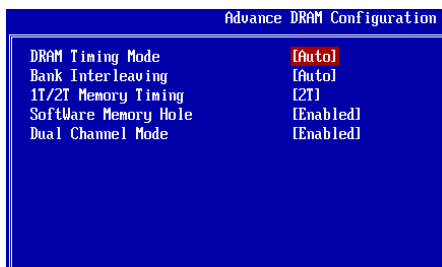 Advance DRAM Configuration
DRAM Timing Mode [Auto]
Bank Interleaving [Auto]
1T/2T Memory Timing [2T]
SoftWare Memory Hole [Enabled]
Dual Channel Mode [Enabled]